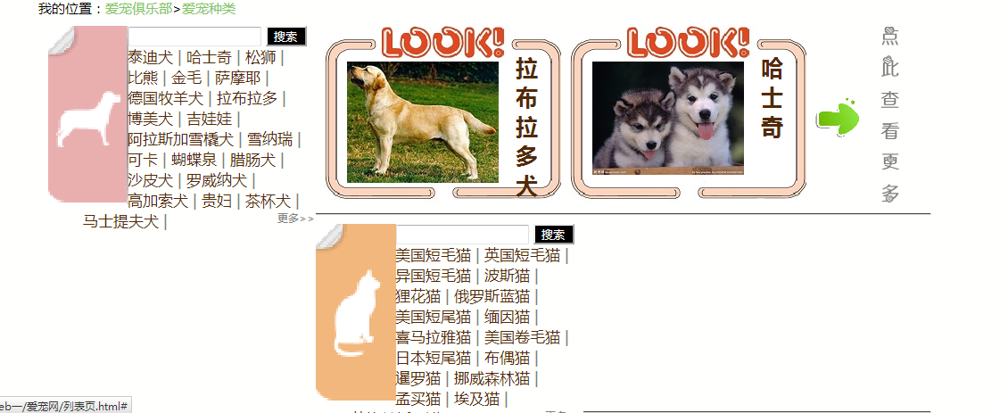 我的位置：爱宠俱乐部>爱宠种类
搜索
泰迪犬 | 哈士奇 | 松狮 |
比熊 | 金毛 | 萨摩耶 |
德国牧羊犬 | 拉布拉多 |
博美犬 | 吉娃娃 |
阿拉斯加雪橇犬 | 雪纳瑞 |
可卡 | 蝴蝶泉 | 腊肠犬 |
沙皮犬 | 罗威纳犬 |
高加索犬 | 贵妇 | 茶杯犬 |
马士提夫犬 |
更多>>
LOOK!
拉布拉多犬
LOOK!
哈士奇
点此查看更多
搜索
美国短毛猫 | 英国短毛猫 |
异国短毛猫 | 波斯猫 |
狸花猫 | 俄罗斯蓝猫 |
美国短尾猫 | 缅因猫 |
喜马拉雅猫 | 美国卷毛猫 |
日本短尾猫 | 布偶猫 |
暹罗猫 | 挪威森林猫 |
孟买猫 | 埃及猫 |
eb一/爱宠网/列表页.html#